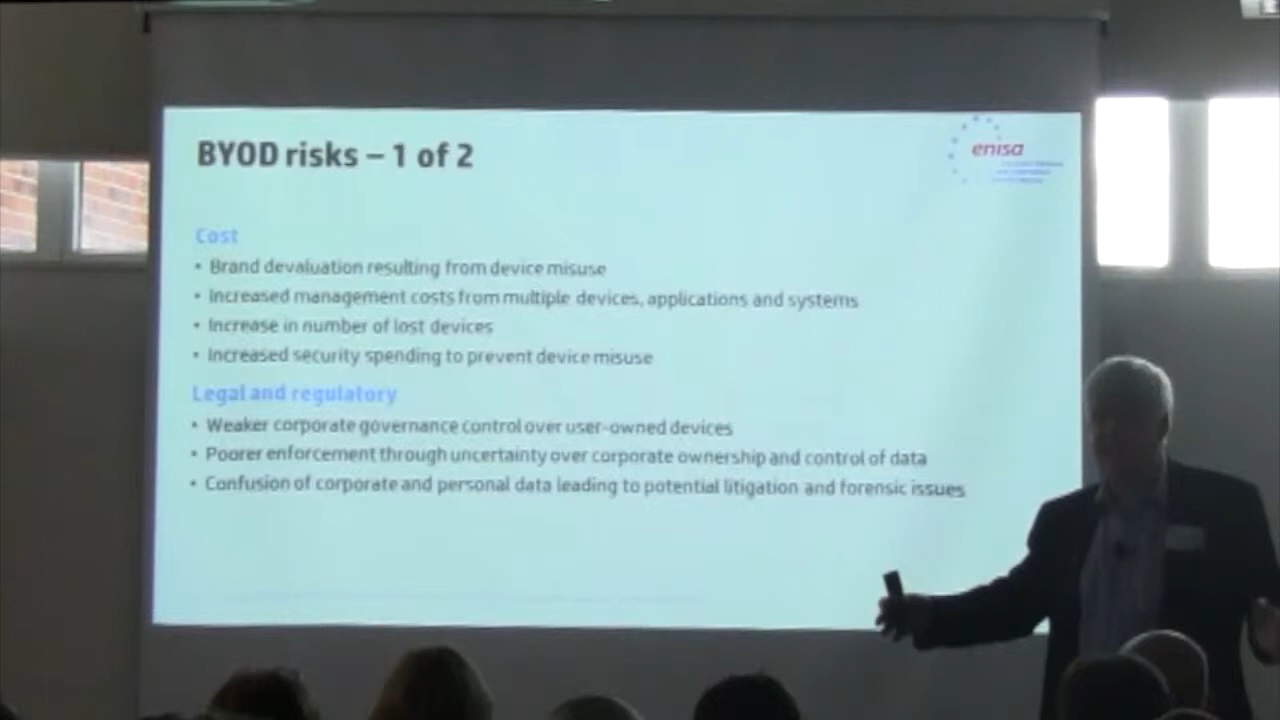 BYOD risks – 1 of 2
enisa
Cost
• Brand devaluation resulting from device misuse
• Increased management costs from multiple devices, applications and systems
• Increase in number of lost devices
• Increased security spending to prevent device misuse
Legal and regulatory
• Weaker corporate governance control over user-owned devices
• Poorer enforcement through uncertainty over corporate ownership and control of data
• Confusion of corporate and personal data leading to potential litigation and forensic issues